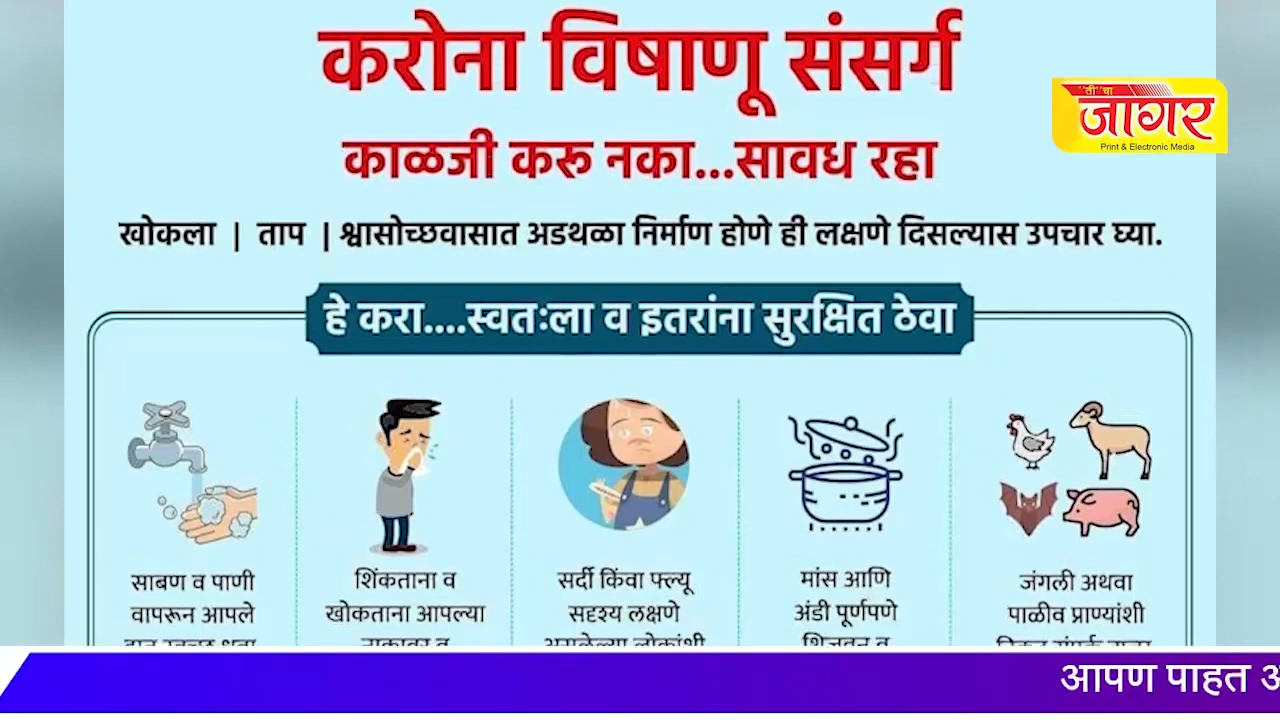 करोना विषाणू संसर्ग
"ती"चा
जागर
Print & Electronic Media
काळजी करू नका...सावध रहा
खोकला | ताप | श्वासोच्छवासात अडथळा निर्माण होणे ही लक्षणे दिसल्यास उपचार घ्या.
हे करा....स्वतःला व इतरांना सुरक्षित ठेवा
साबण व पाणी
वापरून आपले
शिंकताना व
खोकताना आपल्या
सर्दी किंवा फ्ल्यू
सदृश्य लक्षणे
मांस आणि
अंडी पूर्णपणे
जंगली अथवा
पाळीव प्राण्यांशी
आपण पाहत